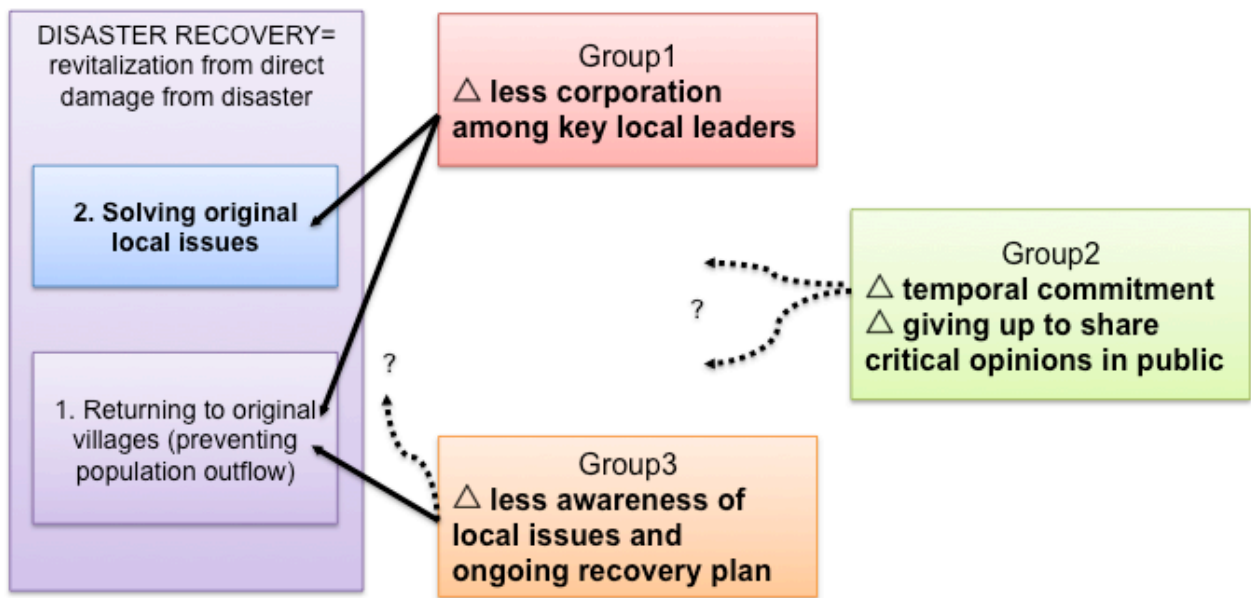 DISASTER RECOVERY=
revitalization from direct
damage from disaster
2. Solving original
local issues
1. Returning to original
villages (preventing
population outflow)
Group1
△ less corporation
among key local leaders
Group2
△ temporal commitment
△ giving up to share
critical opinions in public
?
?
Group3
△ less awareness of
local issues and
ongoing recovery plan